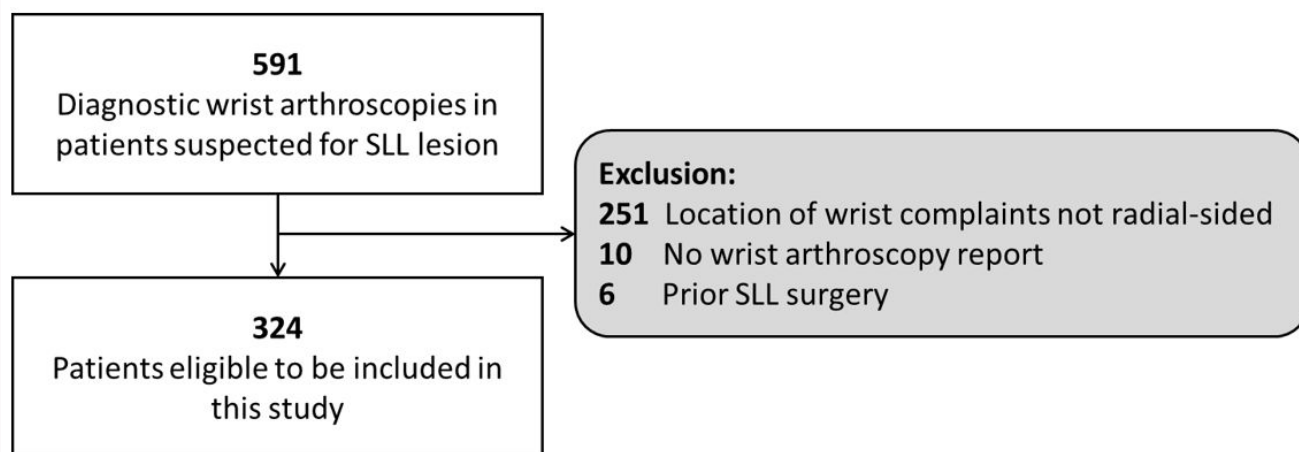 591
Diagnostic wrist arthroscopies in
patients suspected for SLL lesion
Exclusion:
251 Location of wrist complaints not radial-sided
10 No wrist arthroscopy report
6 Prior SLL surgery
324
Patients eligible to be included in
this study